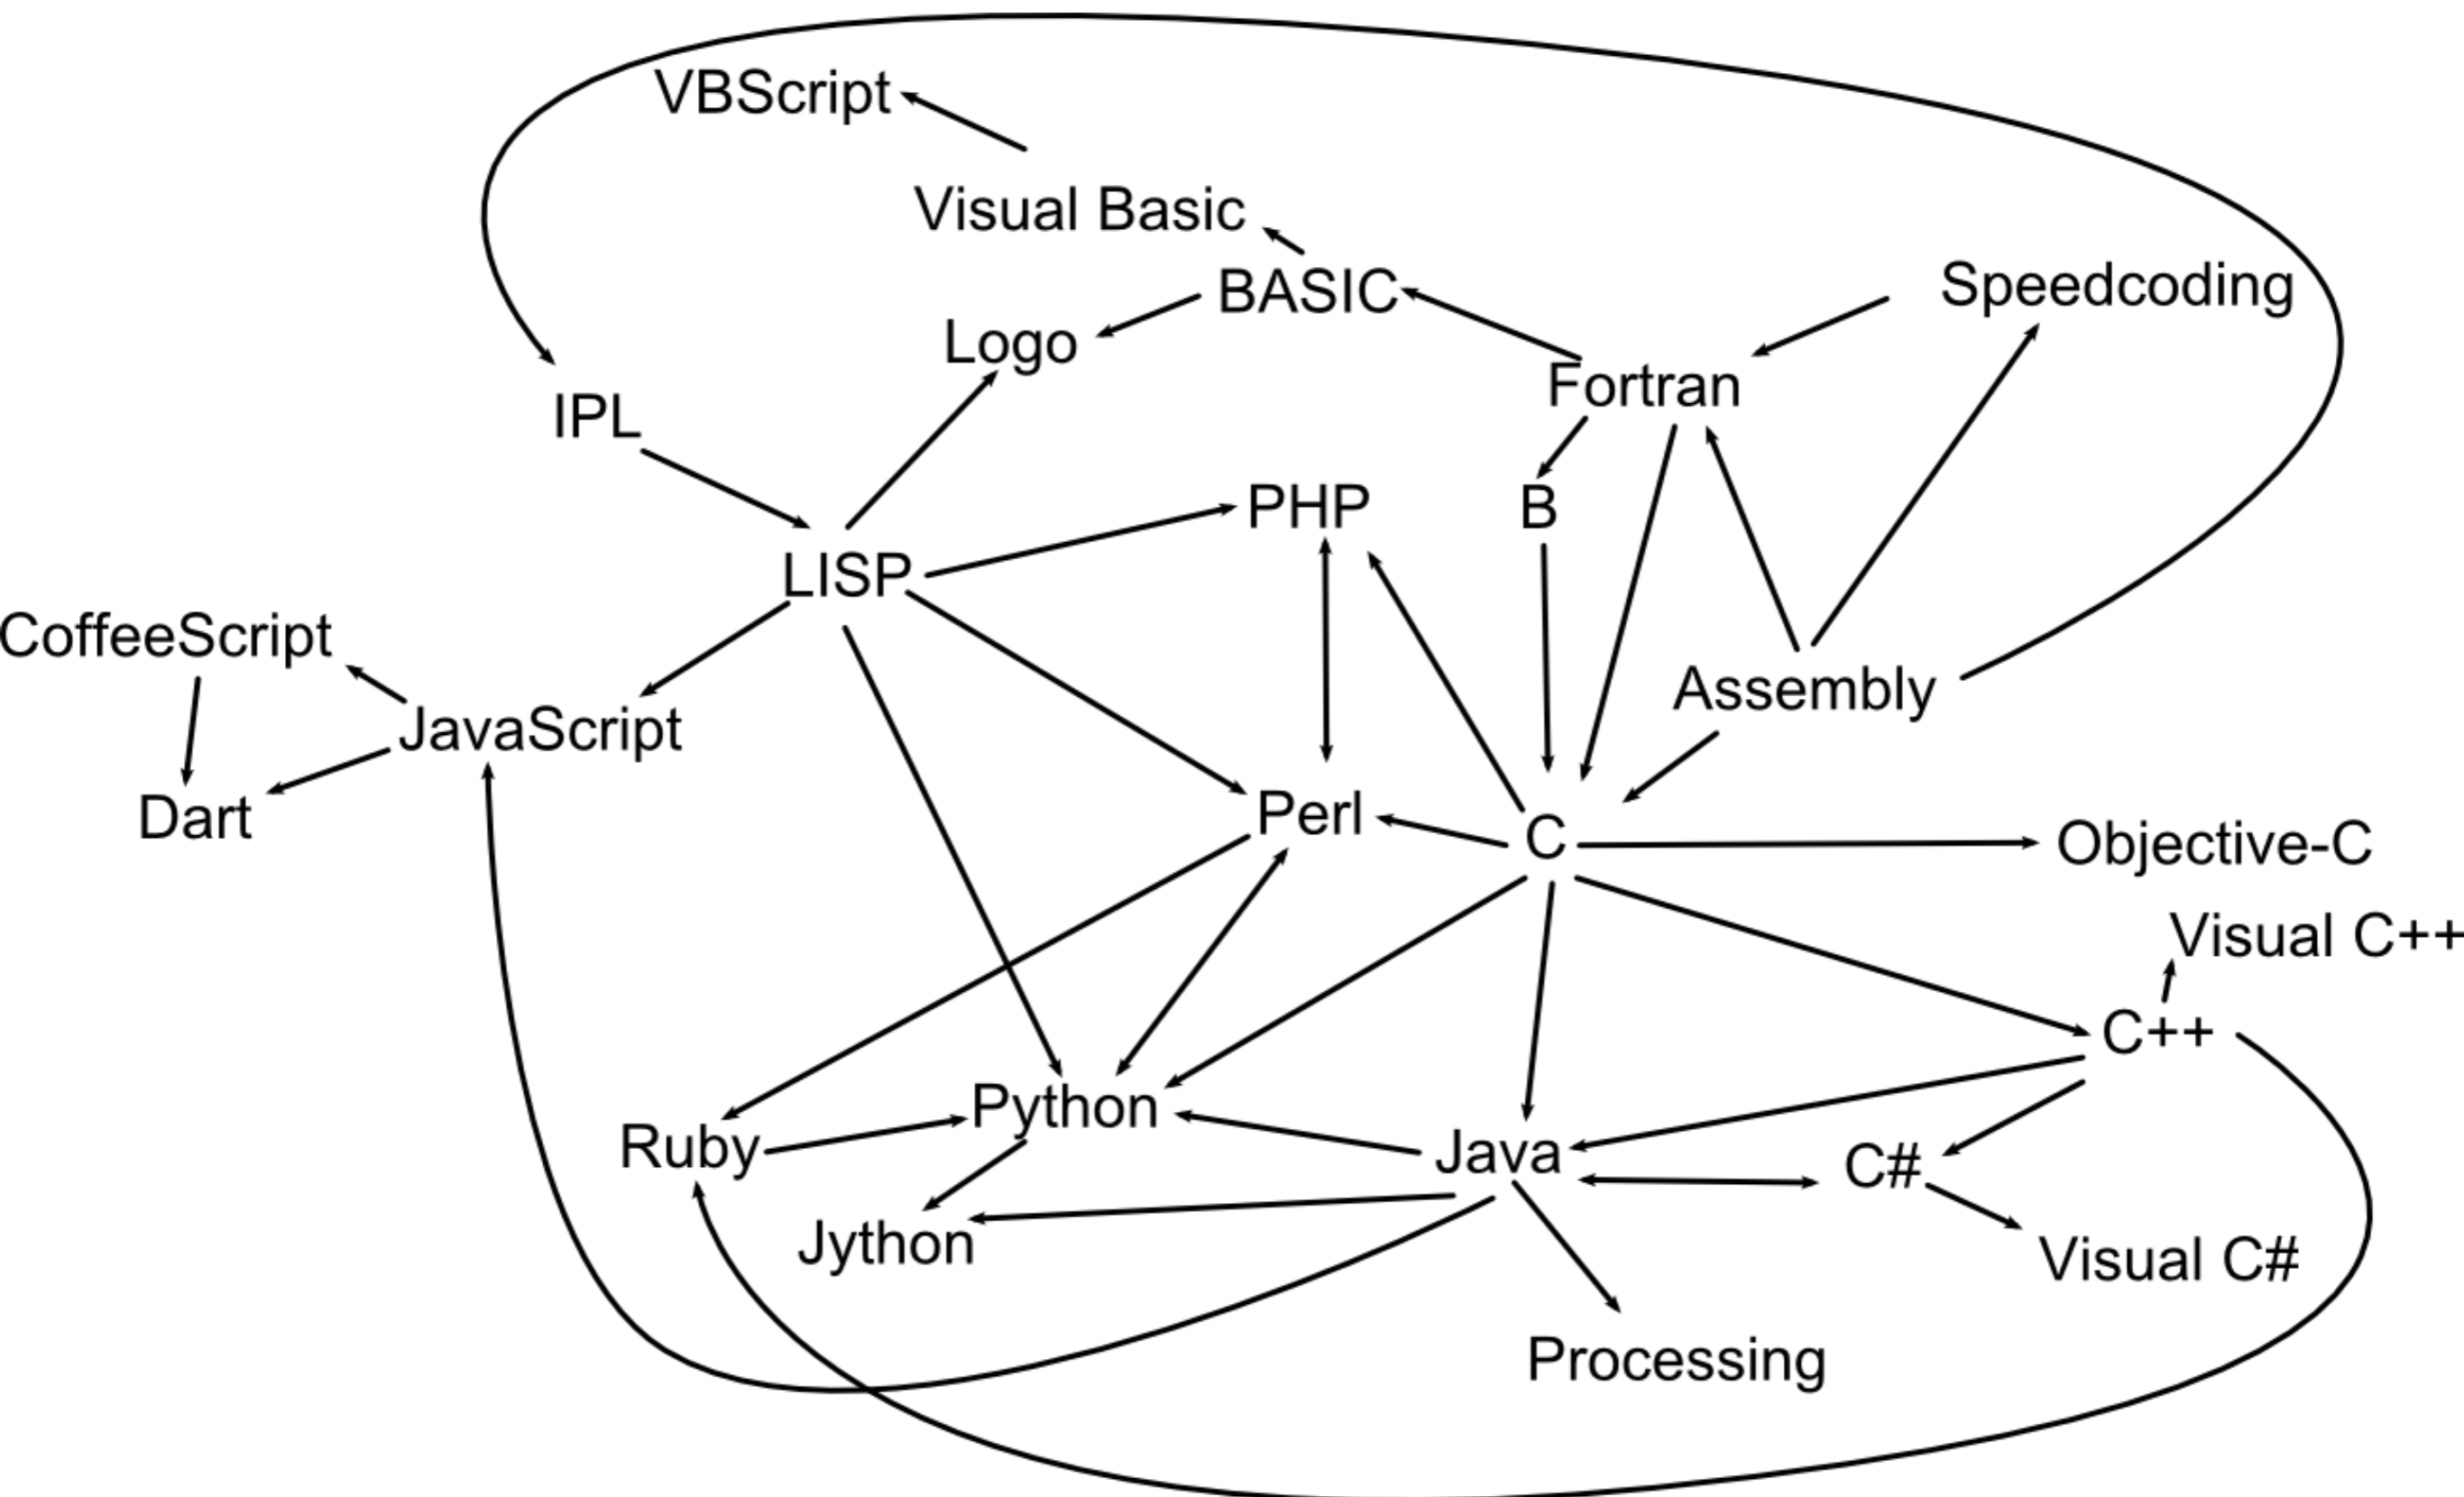 VBScript
Visual Basic
Speedcoding
BASIC
Logo
Fortran
IPL
PHP
B
LISP
CoffeeScript
Assembly
JavaScript
Dart
Perl
C
Objective-C
Visual C++
C++
Python
Ruby
Java
C#
Jython
Visual C#
Processing